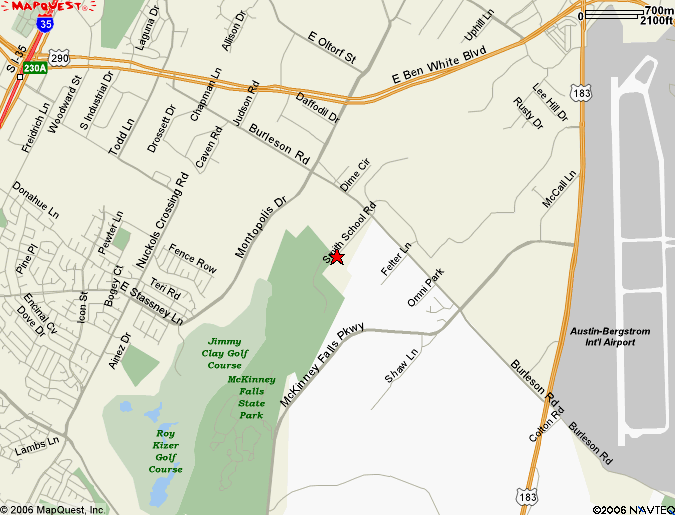 MAPQUEST
35
S I-35
290
230A
Laguna Dr
Allison Dr
E Oltorf St
Uphill Ln
700m
0
2100ft
E Ben White Blvd
183
Freidrich Ln
Woodward St
S Industrial Dr
Todd Ln
Drossett Dr
Chapman Ln
Caven Rd
Judson Rd
Daffodil Dr
Lee Hill Dr
Rusty Dr
Burleson Rd
Dime Cir
McCall Ln
Donahue Ln
Pine Pl
Pewter Ln
Nuckols Crossing Rd
Montopolis Dr
Smith School Rd
Felter Ln
Omni Park
Fence Row
Teri Rd
Bogey Ct
E Stassney Ln
Icon St
Encinal Cv
Dove Dr
Ainez Dr
Jimmy
Clay Golf
Course
McKinney
Falls
State
Park
McKinney Falls Pkwy
Shaw Ln
Austin-Bergstrom
Int'l Airport
Burleson Rd
Colton Rd
Burleson Rd
Roy
Kizer
Golf
Course
Lambs Ln
183
© 2006 MapQuest, Inc.
©2006 NAVTEQ